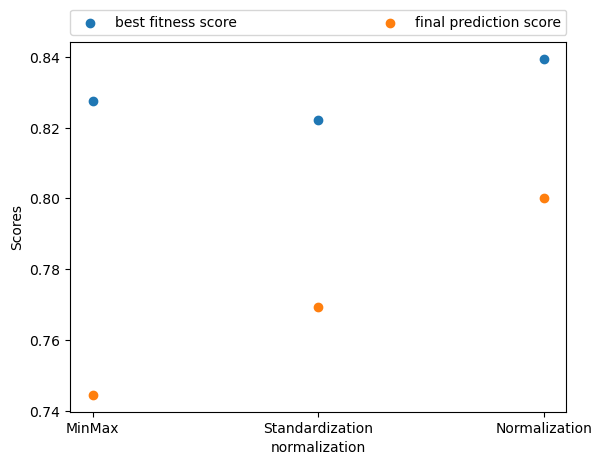 best fitness score final prediction score
0.84
0.82
0.80
0.78
0.76
0.74
Scores
MinMax Standardization Normalization
normalization